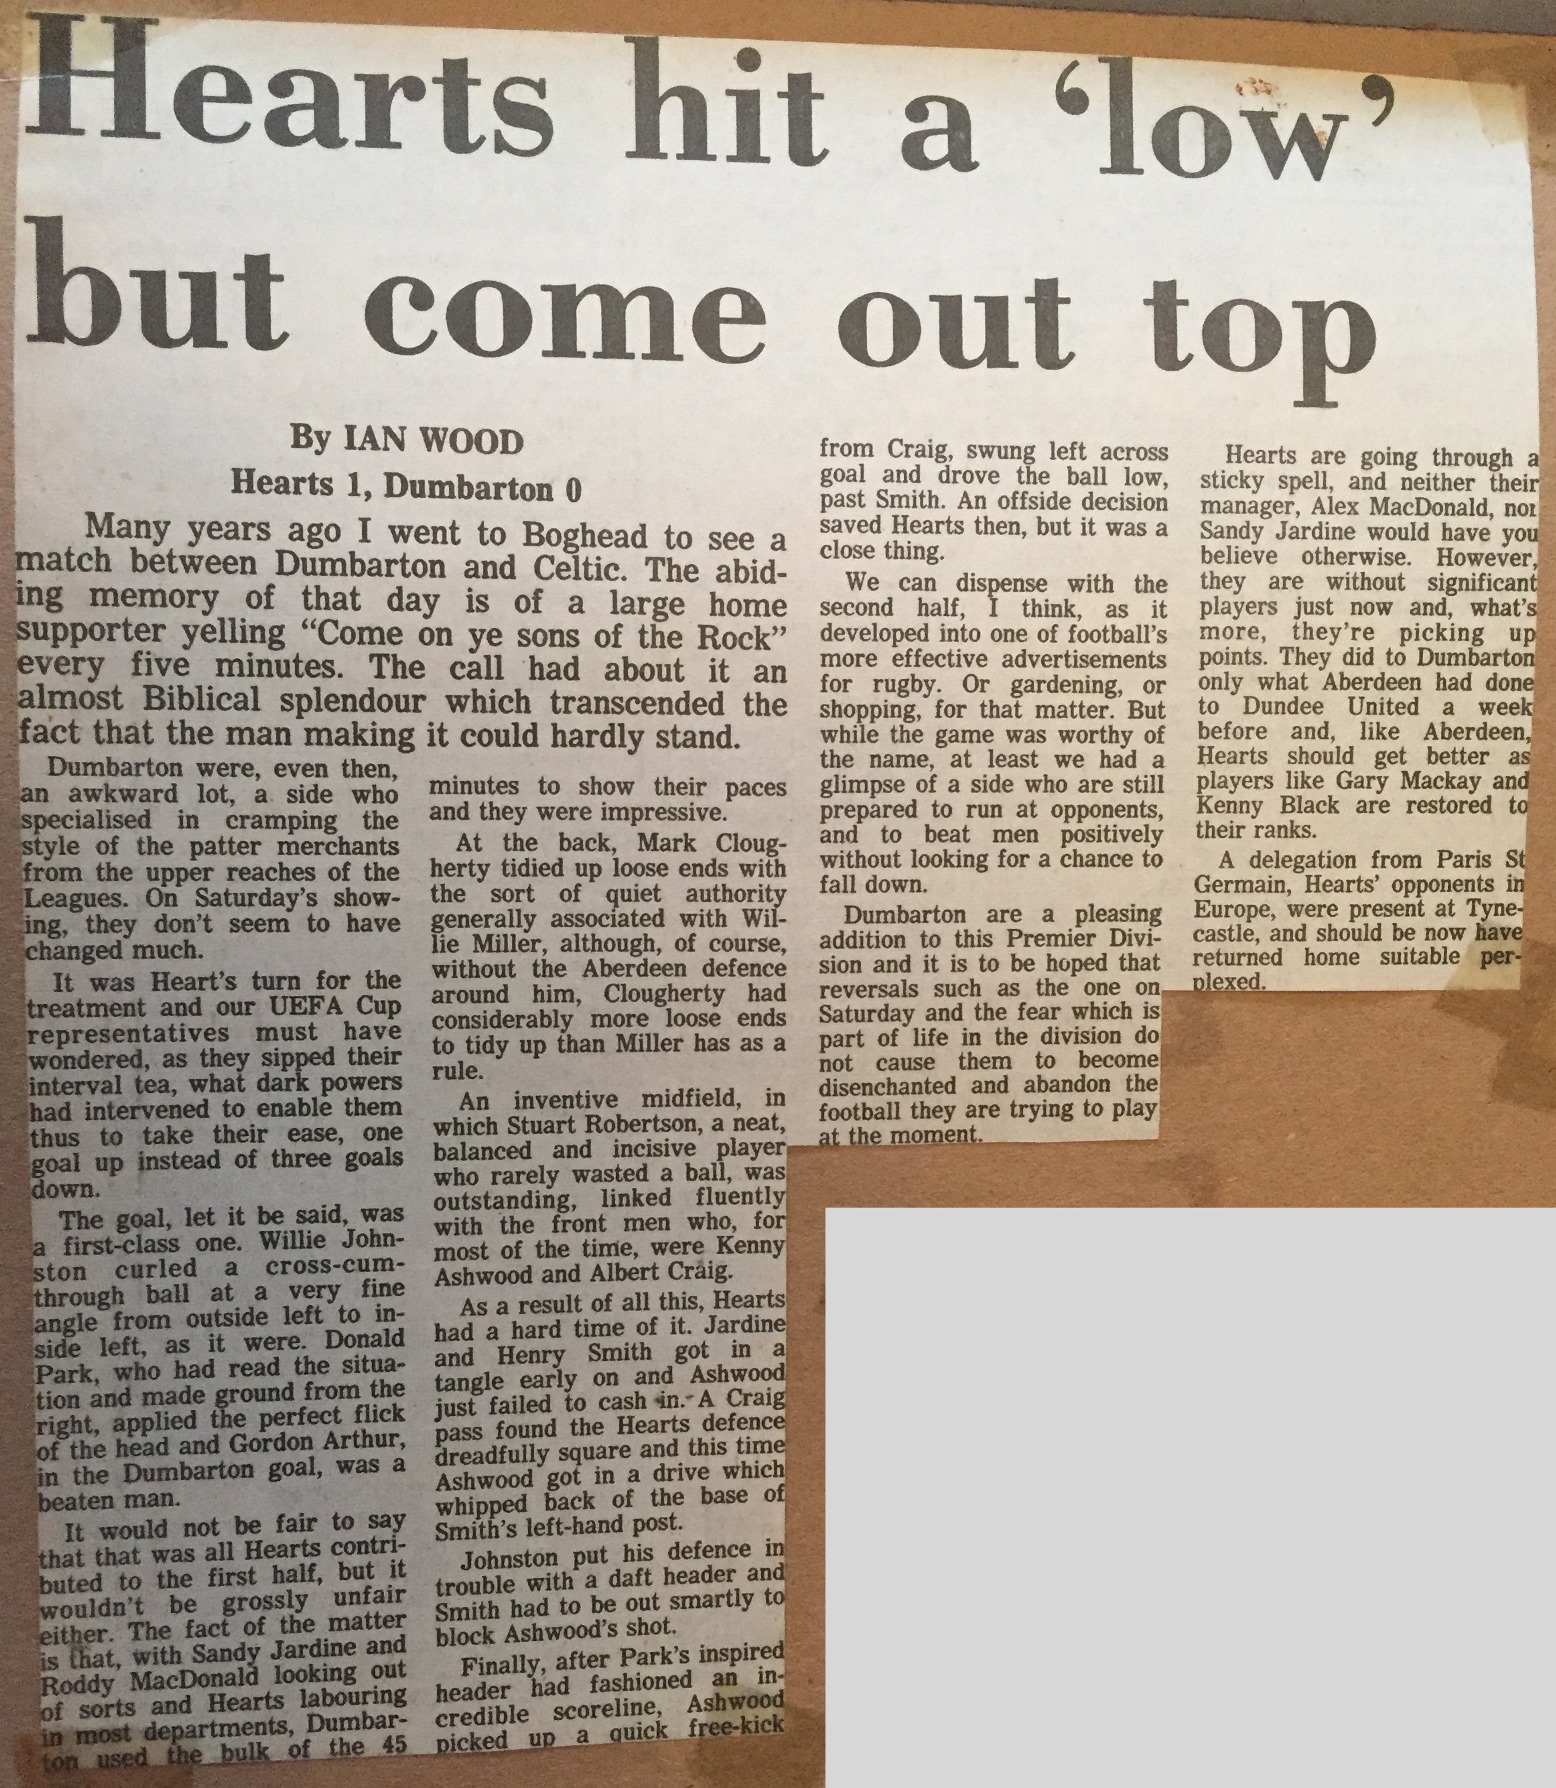 Hearts hit a ‘low’
but come out top
By IAN WOOD
Hearts 1, Dumbarton 0
Many years ago I went to Boghead to see a
match between Dumbarton and Celtic. The abid-
ing memory of that day is of a large home
supporter yelling “Come on ye sons of the Rock”
every five minutes. The call had about it an
almost Biblical splendour which transcended the
fact that the man making it could hardly stand.
Dumbarton were, even then,
an awkward lot, a side who
specialised in cramping the
style of the patter merchants
from the upper reaches of the
Leagues. On Saturday's show-
ing, they don't seem to have
changed much.
It was Heart's turn for the
treatment and our UEFA Cup
representatives must have
wondered, as they sipped their
interval tea, what dark powers
had intervened to enable them
thus to take their ease, one
goal up instead of three goals
down.
The goal, let it be said, was
a first-class one. Willie John-
ston curled a cross-cum-
through ball at a very fine
angle from outside left to in-
side left, as it were. Donald
Park, who had read the situa-
tion and made ground from the
right, applied the perfect flick
of the head and Gordon Arthur,
in the Dumbarton goal, was a
beaten man.
It would not be fair to say
that that was all Hearts contri-
buted to the first half, but it
wouldn't be grossly unfair
either. The fact of the matter
is that, with Sandy Jardine and
Roddy MacDonald looking out
of sorts and Hearts labouring
in most departments, Dumbar-
ton used the bulk of the 45
minutes to show their paces
and they were impressive.
At the back, Mark Cloug-
herty tidied up loose ends with
the sort of quiet authority
generally associated with Wil-
lie Miller, although, of course,
without the Aberdeen defence
around him, Clougherty had
considerably more loose ends
to tidy up than Miller has as a
rule.
An inventive midfield, in
which Stuart Robertson, a neat,
balanced and incisive player
who rarely wasted a ball, was
outstanding, linked fluently
with the front men who, for
most of the time, were Kenny
Ashwood and Albert Craig.
As a result of all this, Hearts
had a hard time of it. Jardine
and Henry Smith got in a
tangle early on and Ashwood
just failed to cash in. A Craig
pass found the Hearts defence
dreadfully square and this time
Ashwood got in a drive which
whipped back of the base of
Smith's left-hand post.
Johnston put his defence in
trouble with a daft header and
Smith had to be out smartly to
block Ashwood's shot.
Finally, after Park's inspired
header had fashioned an in-
credible scoreline, Ashwood
picked up a quick free-kick
from Craig, swung left across
goal and drove the ball low,
past Smith. An offside decision
saved Hearts then, but it was a
close thing.
We can dispense with the
second half, I think, as it
developed into one of football's
more effective advertisements
for rugby. Or gardening, or
shopping, for that matter. But
while the game was worthy of
the name, at least we had a
glimpse of a side who are still
prepared to run at opponents,
and to beat men positively
without looking for a chance to
fall down.
Dumbarton are a pleasing
addition to this Premier Divi-
sion and it is to be hoped that
reversals such as the one on
Saturday and the fear which is
part of life in the division do
not cause them to become
disenchanted and abandon the
football they are trying to play
at the moment.
Hearts are going through a
sticky spell, and neither their
manager, Alex MacDonald, nor
Sandy Jardine would have you
believe otherwise. However,
they are without significant
players just now and, what's
more, they're picking up
points. They did to Dumbarton
only what Aberdeen had done
to Dundee United a week
before and, like Aberdeen,
Hearts should get better as
players like Gary Mackay and
Kenny Black are restored to
their ranks.
A delegation from Paris St
Germain, Hearts' opponents in
Europe, were present at Tyne-
castle, and should be now have
returned home suitable per-
plexed.